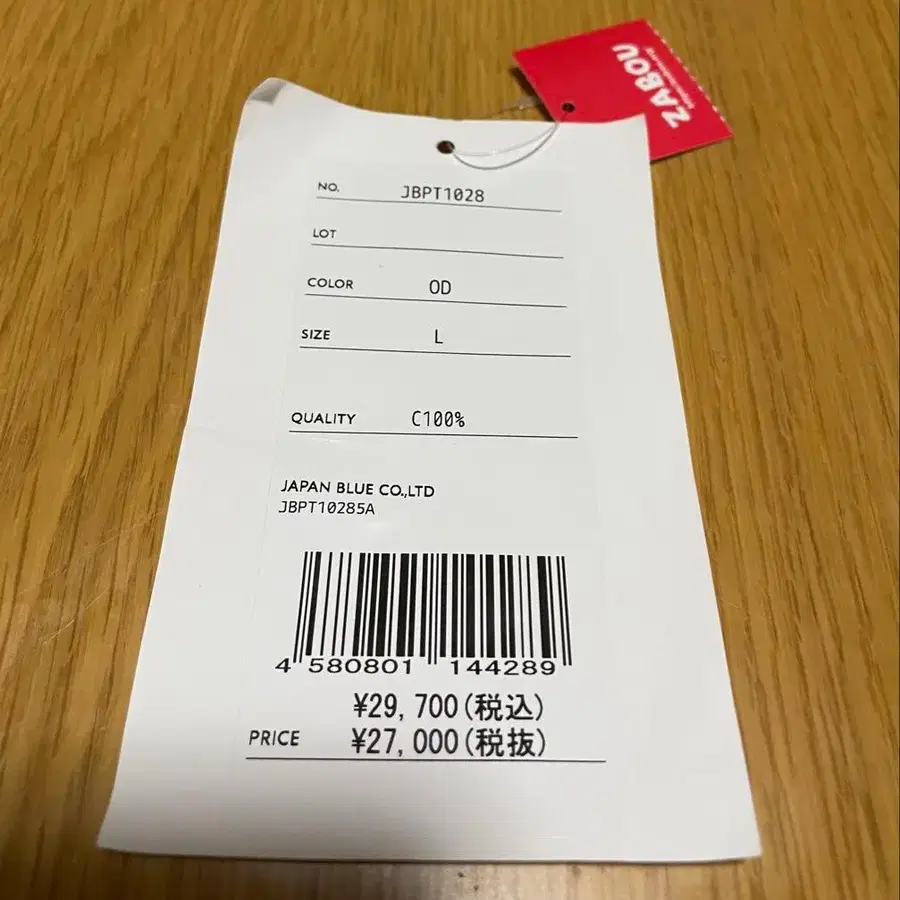 ZABOU
NO. JBPT1028
LOT
COLOR OD
SIZE L
QUALITY C100%
JAPAN BLUE CO.,LTD
JBPT10285A
4 580801 144289
¥29,700(税込)
PRICE ¥27,000(税抜)